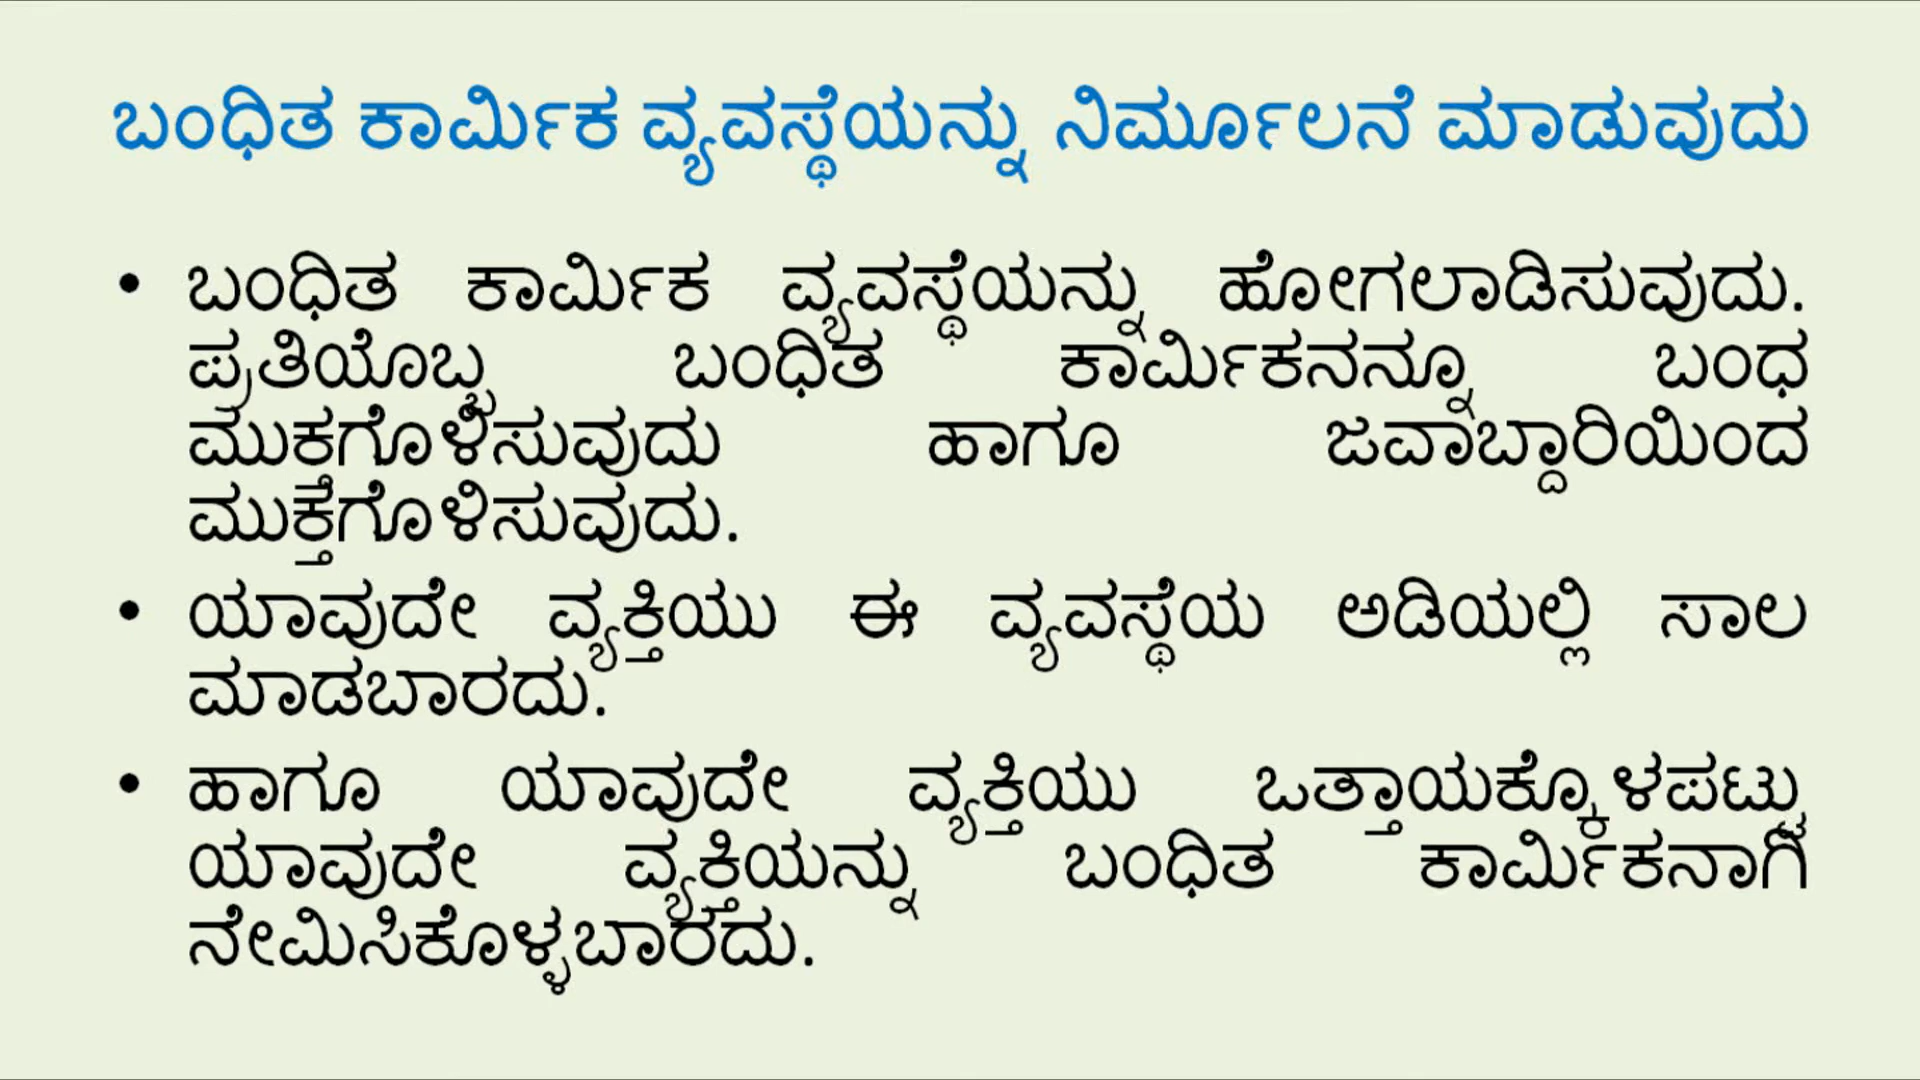 ಬಂಧಿತ ಕಾರ್ಮಿಕ ವ್ಯವಸ್ಥೆಯನ್ನು ನಿರ್ಮೂಲನೆ ಮಾಡುವುದು
• ಬಂಧಿತ ಕಾರ್ಮಿಕ ವ್ಯವಸ್ಥೆಯನ್ನು ಹೋಗಲಾಡಿಸುವುದು.
ಪ್ರತಿಯೊಬ್ಬ ಬಂಧಿತ ಕಾರ್ಮಿಕನನ್ನೂ ಬಂಧ
ಮುಕ್ತಗೊಳಿಸುವುದು ಹಾಗೂ ಜವಾಬ್ದಾರಿಯಿಂದ
ಮುಕ್ತಗೊಳಿಸುವುದು.
• ಯಾವುದೇ ವ್ಯಕ್ತಿಯು ಈ ವ್ಯವಸ್ಥೆಯ ಅಡಿಯಲ್ಲಿ ಸಾಲ
ಮಾಡಬಾರದು.
• ಹಾಗೂ ಯಾವುದೇ ವ್ಯಕ್ತಿಯು ಒತ್ತಾಯಕ್ಕೊಳಪಟ್ಟು
ಯಾವುದೇ ವ್ಯಕ್ತಿಯನ್ನು ಬಂಧಿತ ಕಾರ್ಮಿಕನಾಗಿ
ನೇಮಿಸಿಕೊಳ್ಳಬಾರದು.